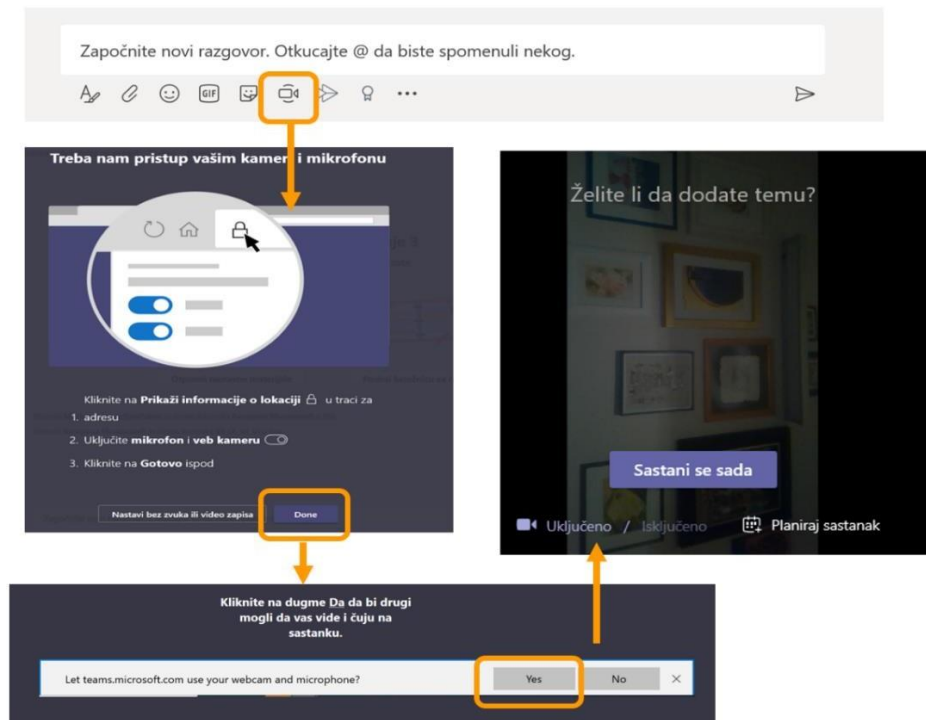 Započnite novi razgovor. Otkucajte @ da biste spomenuli nekog.
GIF
Treba nam pristup vašim kameri i mikrofonu
Kliknite na Prikaži informacije o lokaciji u traci za
1. adresu
2. Uključite mikrofon i veb kameru
3. Kliknite na Gotovo ispod
Nastavi bez zvuka ili video zapisa
Done
Želite li da dodate temu?
Sastani se sada
Uključeno / Isključeno
Planiraj sastanak
Kliknite na dugme Da da bi drugi
mogli da vas vide i čuju na
sastanku.
Let teams.microsoft.com use your webcam and microphone?
Yes
No